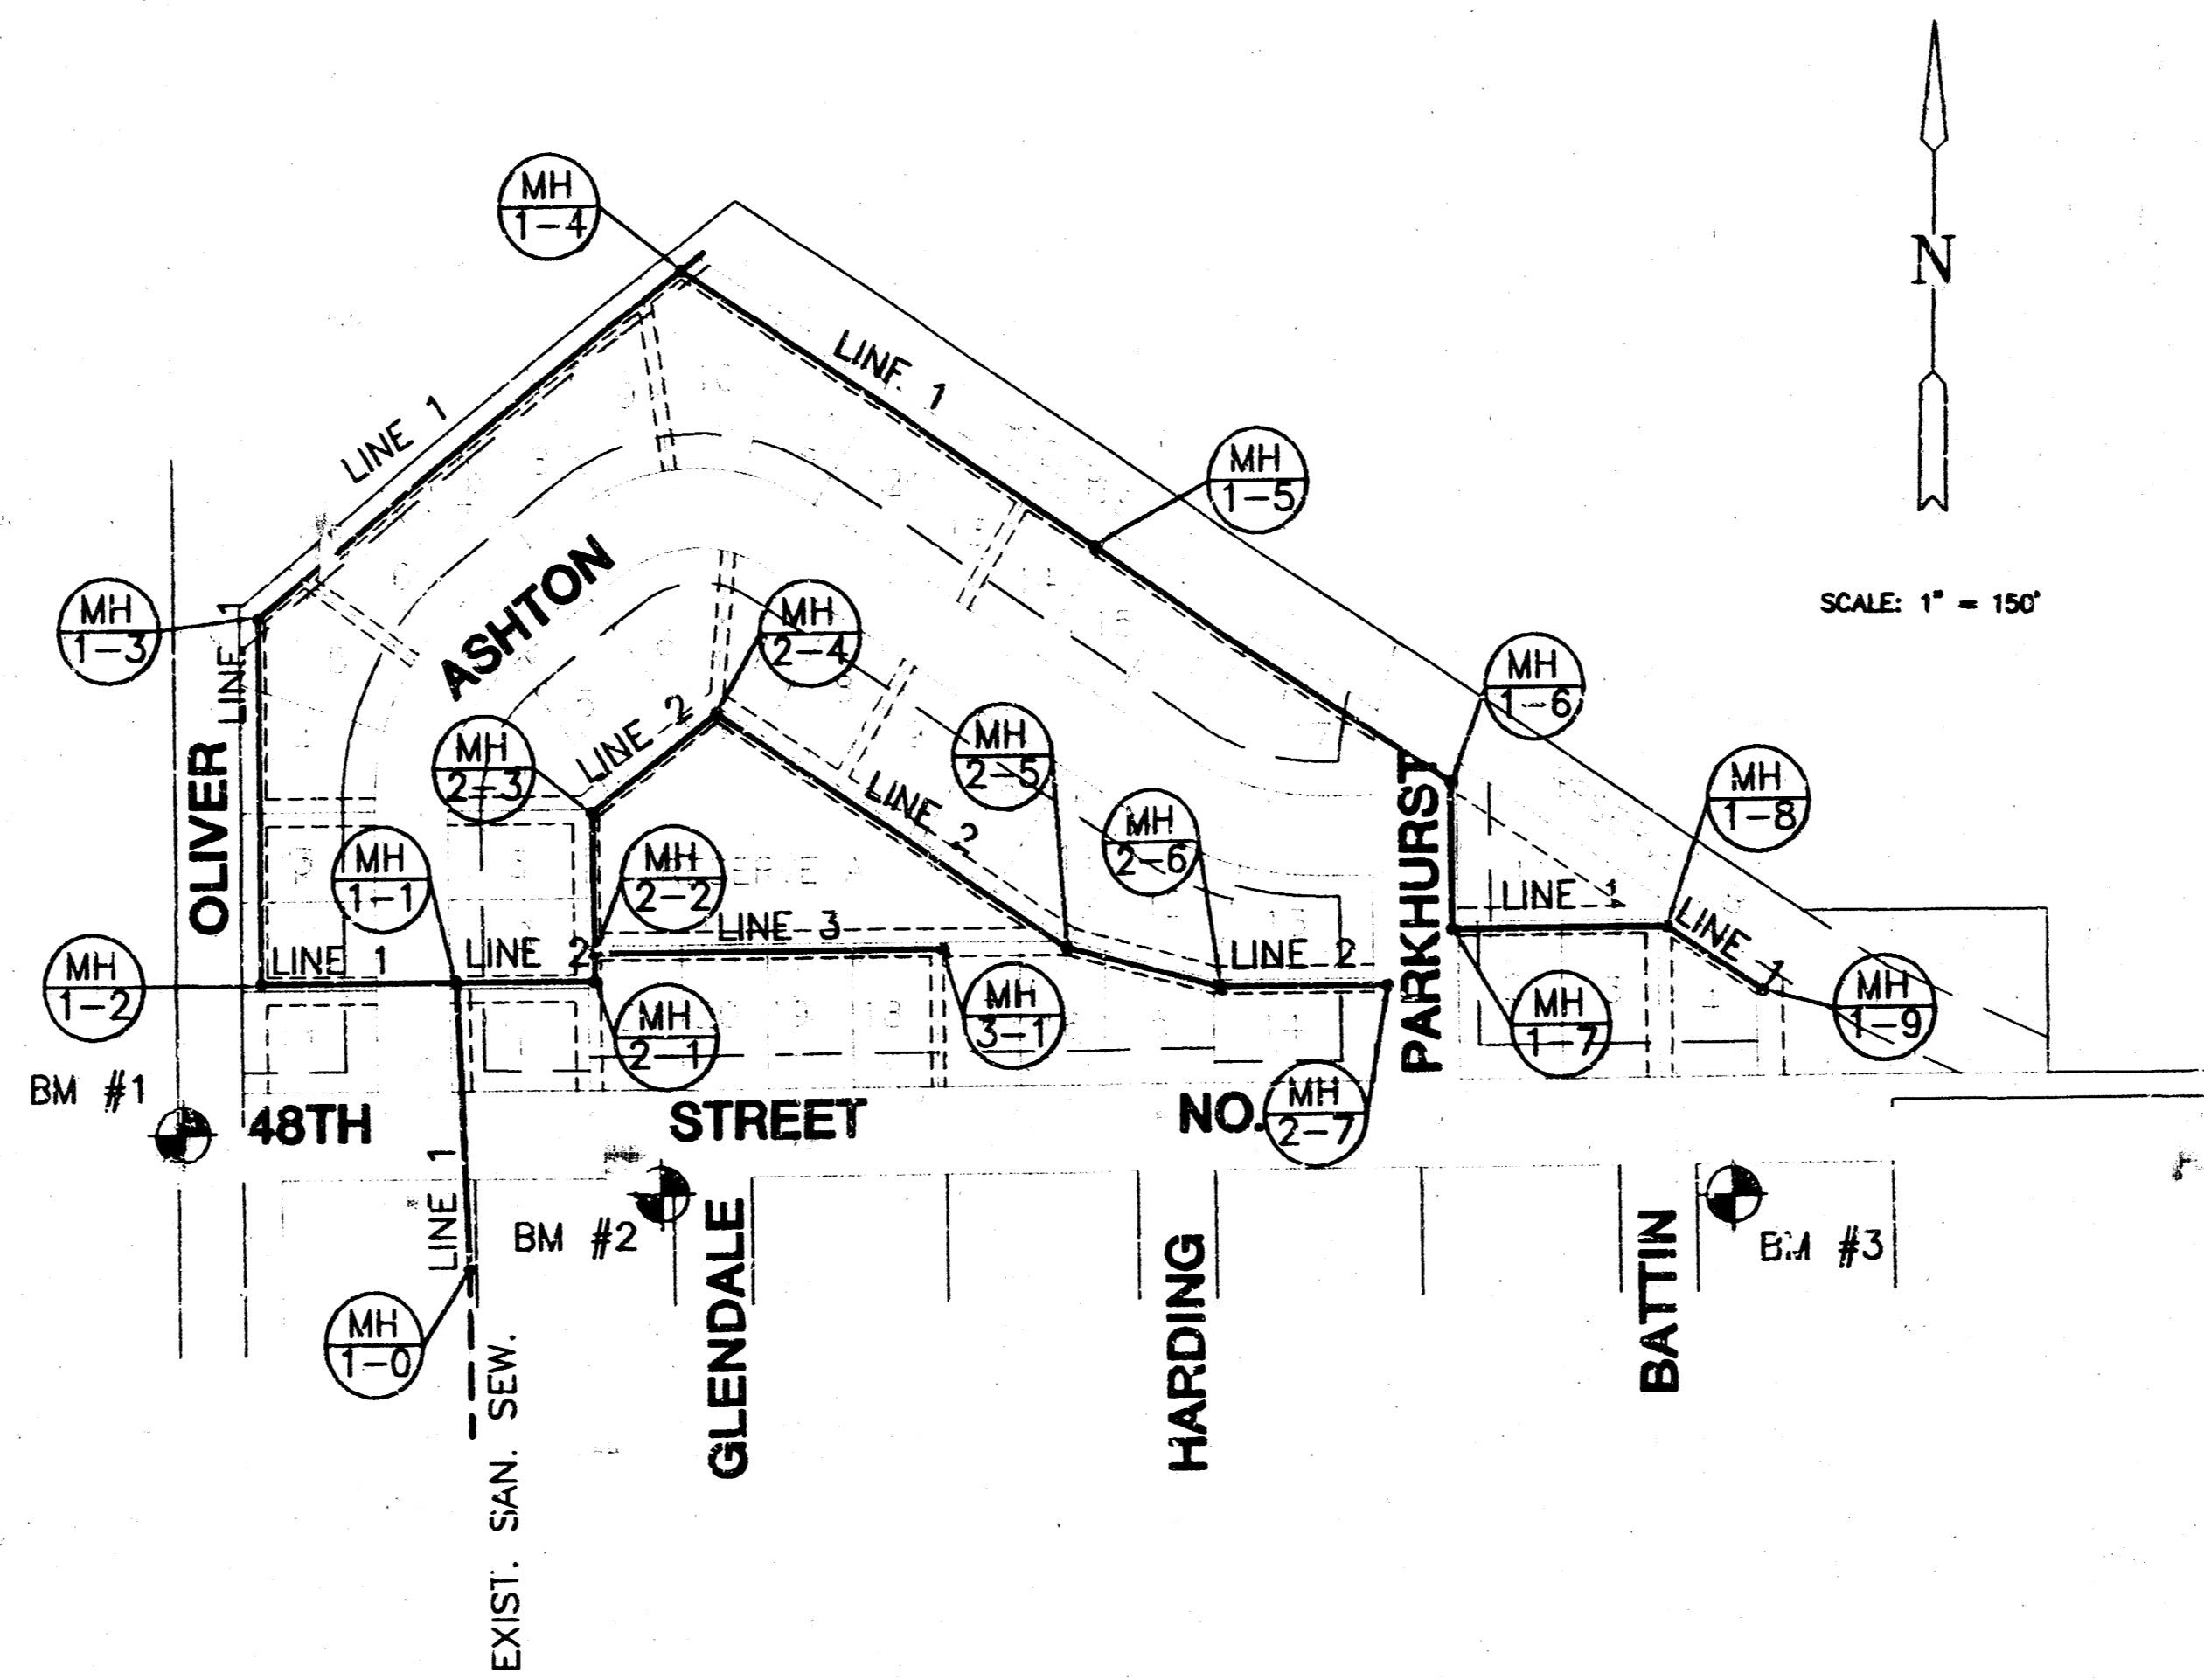 MH
1-4
N
LINE 1
LINE 1
MH
1-5
SCALE: 1" = 150'
ASHTON
MH
1-3
LINE 1
MH
2-4
MH
1-6
LINE 2
MH
2-3
MH
2-5
MH
1-8
OLIVER
LINE 2
PARKHURST
MH
2-6
MH
1-1
MH
2-2
LINE 3
LINE 1
LINE 1
LINE 1
LINE 2
LINE 2
MH
1-2
MH
2-1
MH
3-1
MH
1-7
MH
1-9
BM #1
48TH STREET NO.
MH
2-7
LINE 1
BM #2
GLENDALE
HARDING
BATTIN
BM #3
MH
1-0
EXIST. SAN. SEW.